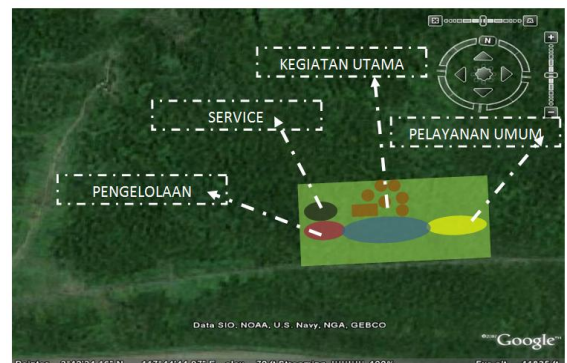 N
KEGIATAN UTAMA
SERVICE
PELAYANAN UMUM
PENGELOLAAN
Data SIO, NOAA, U.S. Navy, NGA, GEBCO
Google